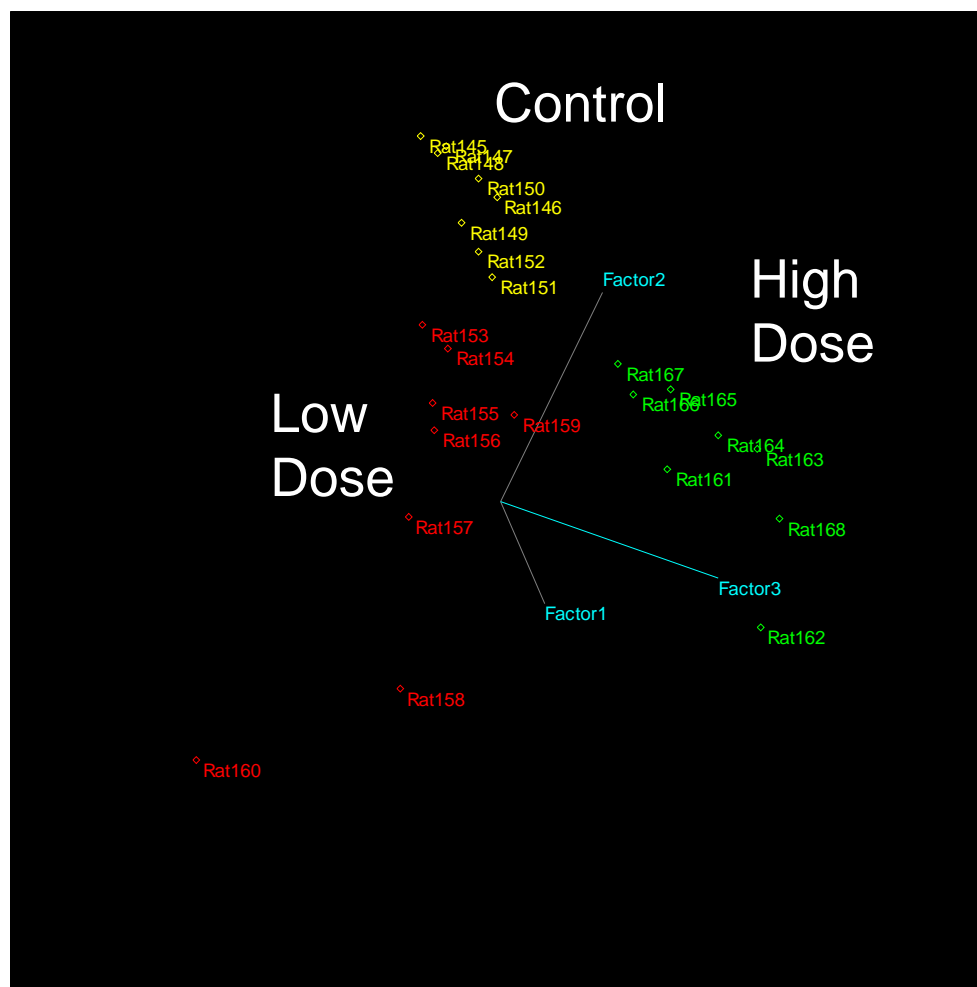 Control
Rat145
Rat147
Rat148
Rat150
Rat146
Rat149
Rat152
Rat151
Factor2
High
Dose
Rat153
Rat154
Rat167
Rat165
Rat166
Low
Dose
Rat155
Rat159
Rat156
Rat164
Rat163
Rat161
Rat157
Rat168
Factor3
Factor1
Rat162
Rat158
Rat160